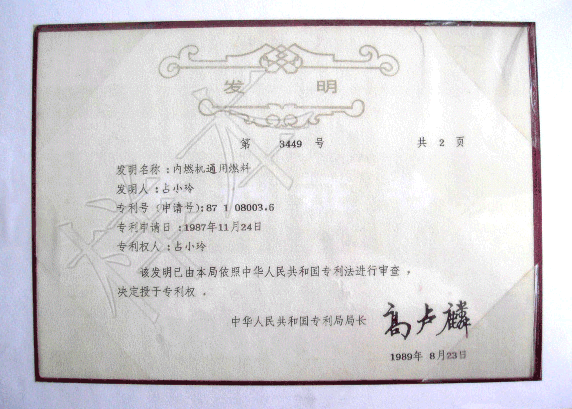 发明
第 3449 号 共 2 页
发明名称：内燃机通用燃料
发明人：占小玲
专利号(申请号):87 1 08003.6
专利申请日：1987年11月24日
专利权人：占小玲
该发明已由本局依照中华人民共和国专利法进行审查，
决定授于专利权．
中华人民共和国专利局局长 高卢麟
1989年 8月23日